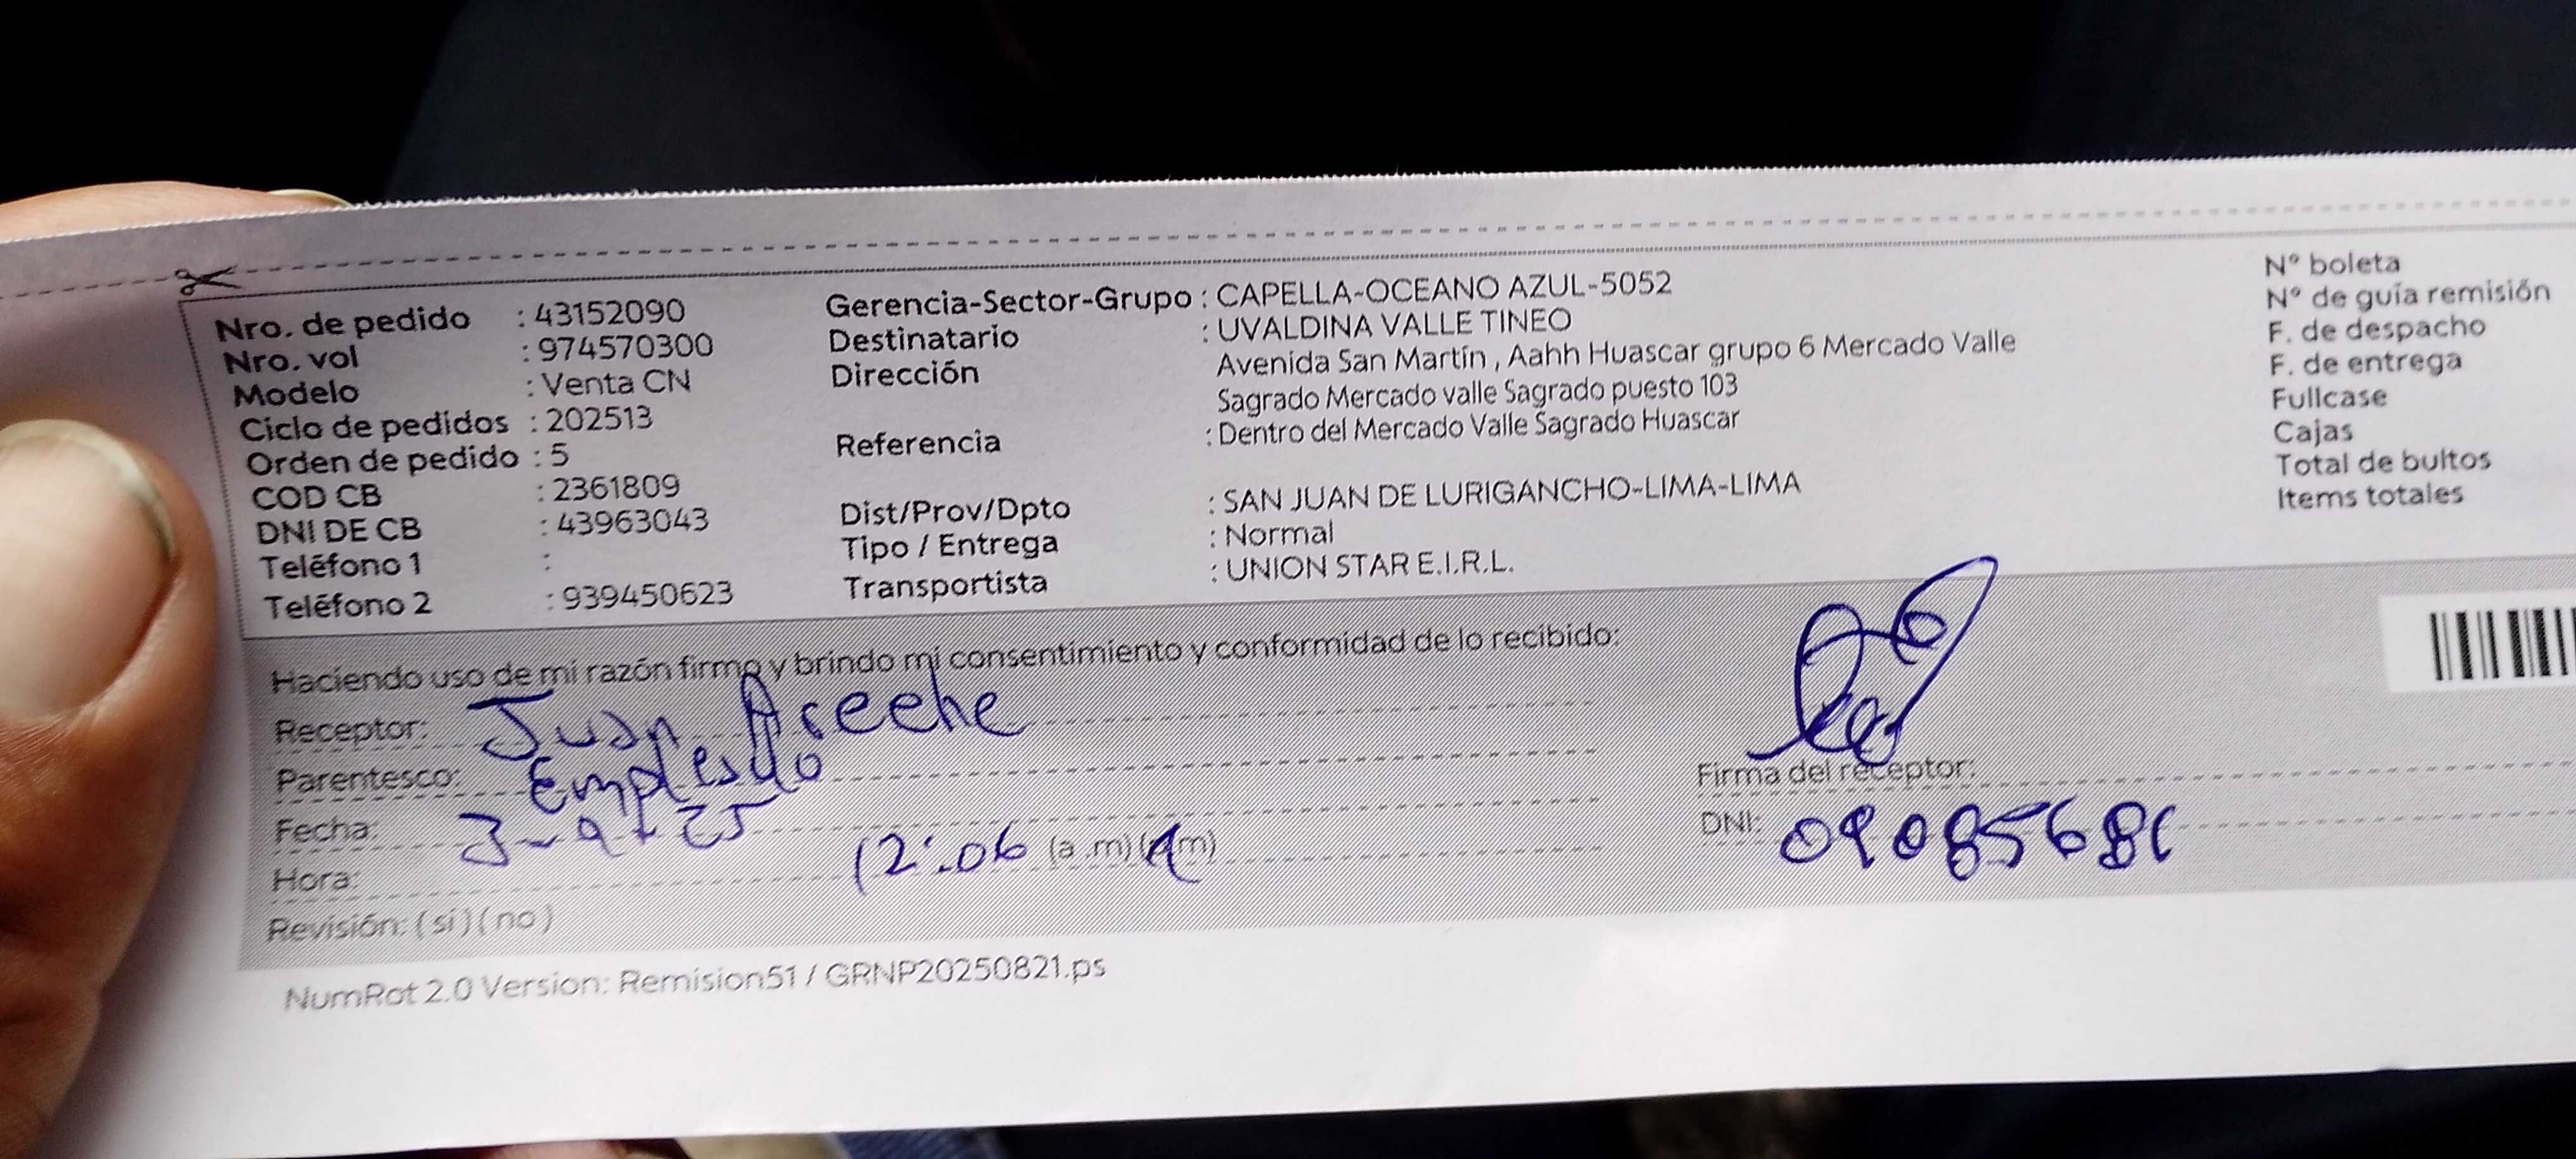 Nro. de pedido : 43152090
Nro. vol : 974570300
Modelo : Venta CN
Ciclo de pedidos : 202513
Orden de pedido : 5
COD CB : 2361809
DNI DE CB : 43963043
Teléfono 1 :
Teléfono 2 : 939450623
Gerencia-Sector-Grupo : CAPELLA-OCEANO AZUL-5052
Destinatario : UVALDINA VALLE TINEO
Dirección Avenida San Martín , Aahh Huascar grupo 6 Mercado Valle
Sagrado Mercado valle Sagrado puesto 103
Referencia : Dentro del Mercado Valle Sagrado Huascar
Dist/Prov/Dpto : SAN JUAN DE LURIGANCHO-LIMA-LIMA
Tipo / Entrega : Normal
Transportista : UNION STAR E.I.R.L.
Nº boleta
Nº de guía remisión
F. de despacho
F. de entrega
Fullcase
Cajas
Total de bultos
Items totales
Haciendo uso de mi razón firmo y brindo mi consentimiento y conformidad de lo recibido:
Receptor: Juan
Parentesco: Empleado
Fecha: 3-9-25
Hora: 12:06 (a.m) (p.m)
Revisión: (si) (no)
Firma del receptor:
DNI:
NumRot 2.0 Version: Remision51 / GRNP20250821.ps